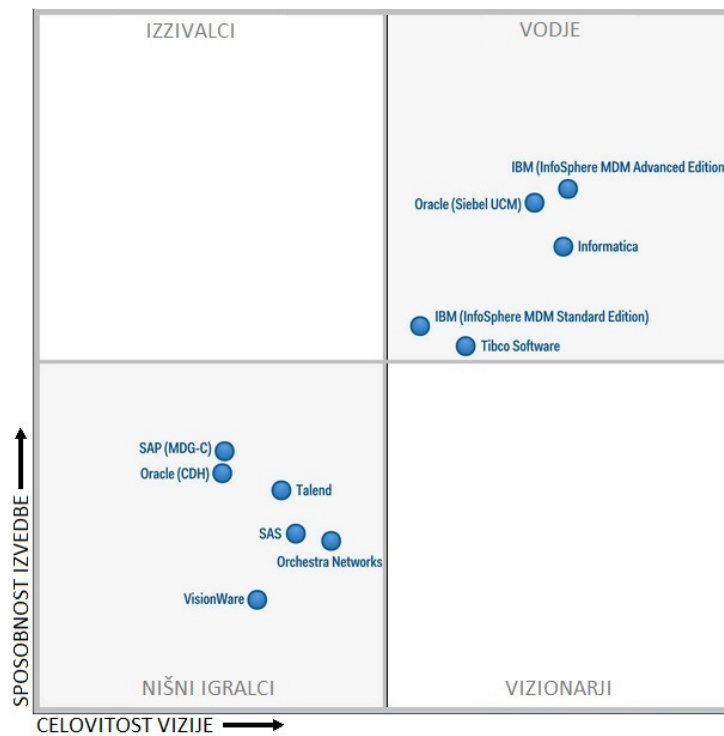 IZZIVALCI
VODJE
IBM (InfoSphere MDM Advanced Edition
Oracle (Siebel UCM)
Informatica
IBM (InfoSphere MDM Standard Edition)
Tibco Software
SAP (MDG-C)
Oracle (CDH)
Talend
SAS
Orchestra Networks
VisionWare
NIŠNI IGRALCI
VIZIONARJI
SPOSOBNOST IZVEDBE
CELOVITOST VIZIJE